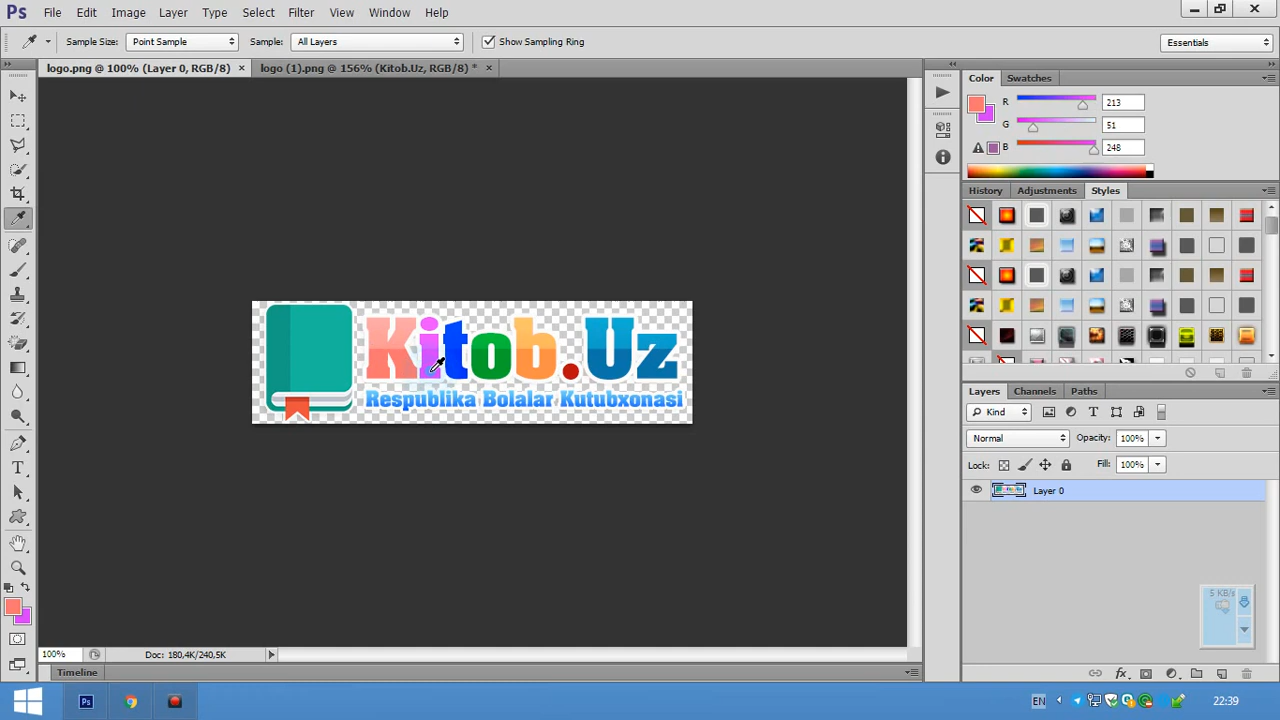 Ps File Edit Image Layer Type Select Filter View Window Help
Sample Size: Point Sample Sample: All Layers Show Sampling Ring Essentials
logo.png @ 100% (Layer 0, RGB/8) × logo (1).png @ 156% (Kitob.Uz, RGB/8) * ×
Color Swatches
R 213
G 51
B 248
History Adjustments Styles
Kitob.Uz
Respublika Bolalar Kutubxonasi
Layers Channels Paths
Kind
Normal Opacity: 100%
Lock: Fill: 100%
Layer 0
5 KB/s
100% Doc: 180,4K/240,5K
Timeline
Ps EN 22:39